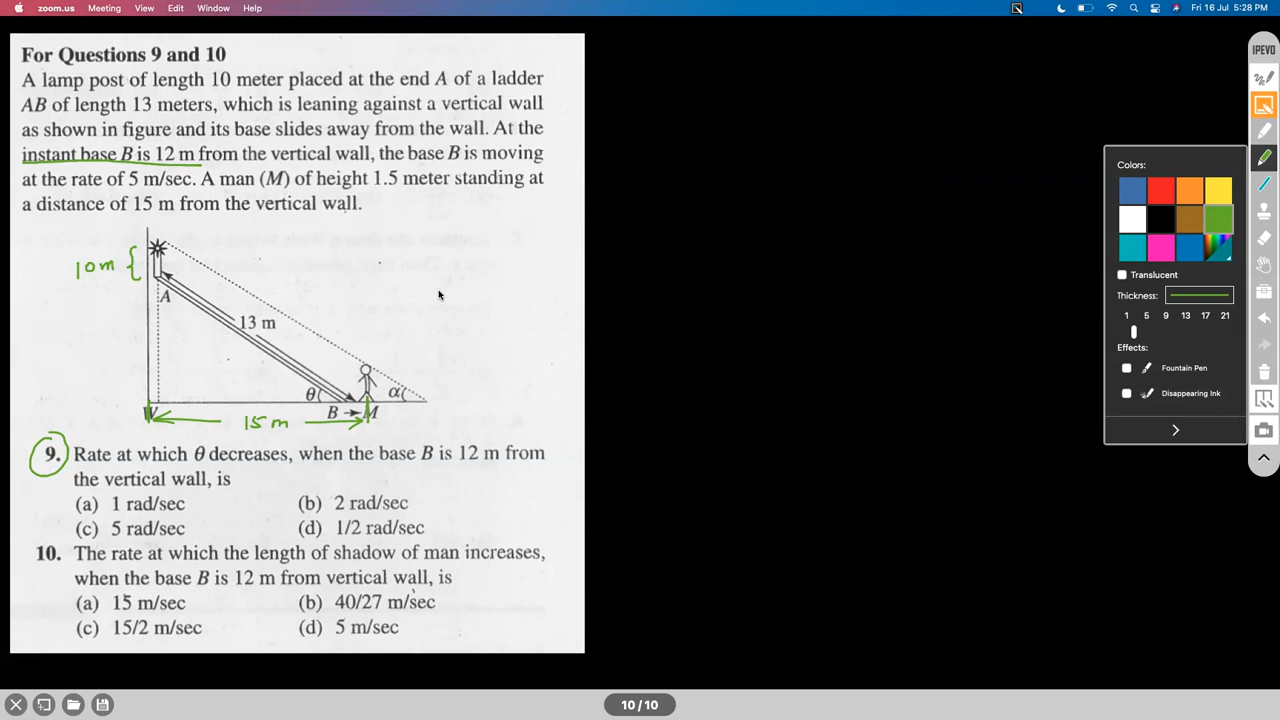 zoom.us Meeting View Edit Window Help Fri 16 Jul 5:28 PM
For Questions 9 and 10
A lamp post of length 10 meter placed at the end A of a ladder
AB of length 13 meters, which is leaning against a vertical wall
as shown in figure and its base slides away from the wall. At the
instant base B is 12 m from the vertical wall, the base B is moving
at the rate of 5 m/sec. A man (M) of height 1.5 meter standing at
a distance of 15 m from the vertical wall.
10m
A
13 m
θ
α
W B M
15 m
9. Rate at which θ decreases, when the base B is 12 m from
the vertical wall, is
(a) 1 rad/sec (b) 2 rad/sec
(c) 5 rad/sec (d) 1/2 rad/sec
10. The rate at which the length of shadow of man increases,
when the base B is 12 m from vertical wall, is
(a) 15 m/sec (b) 40/27 m/sec
(c) 15/2 m/sec (d) 5 m/sec
IPEVO
Colors:
Translucent
Thickness:
1 5 9 13 17 21
Effects:
Fountain Pen
Disappearing Ink
10/10